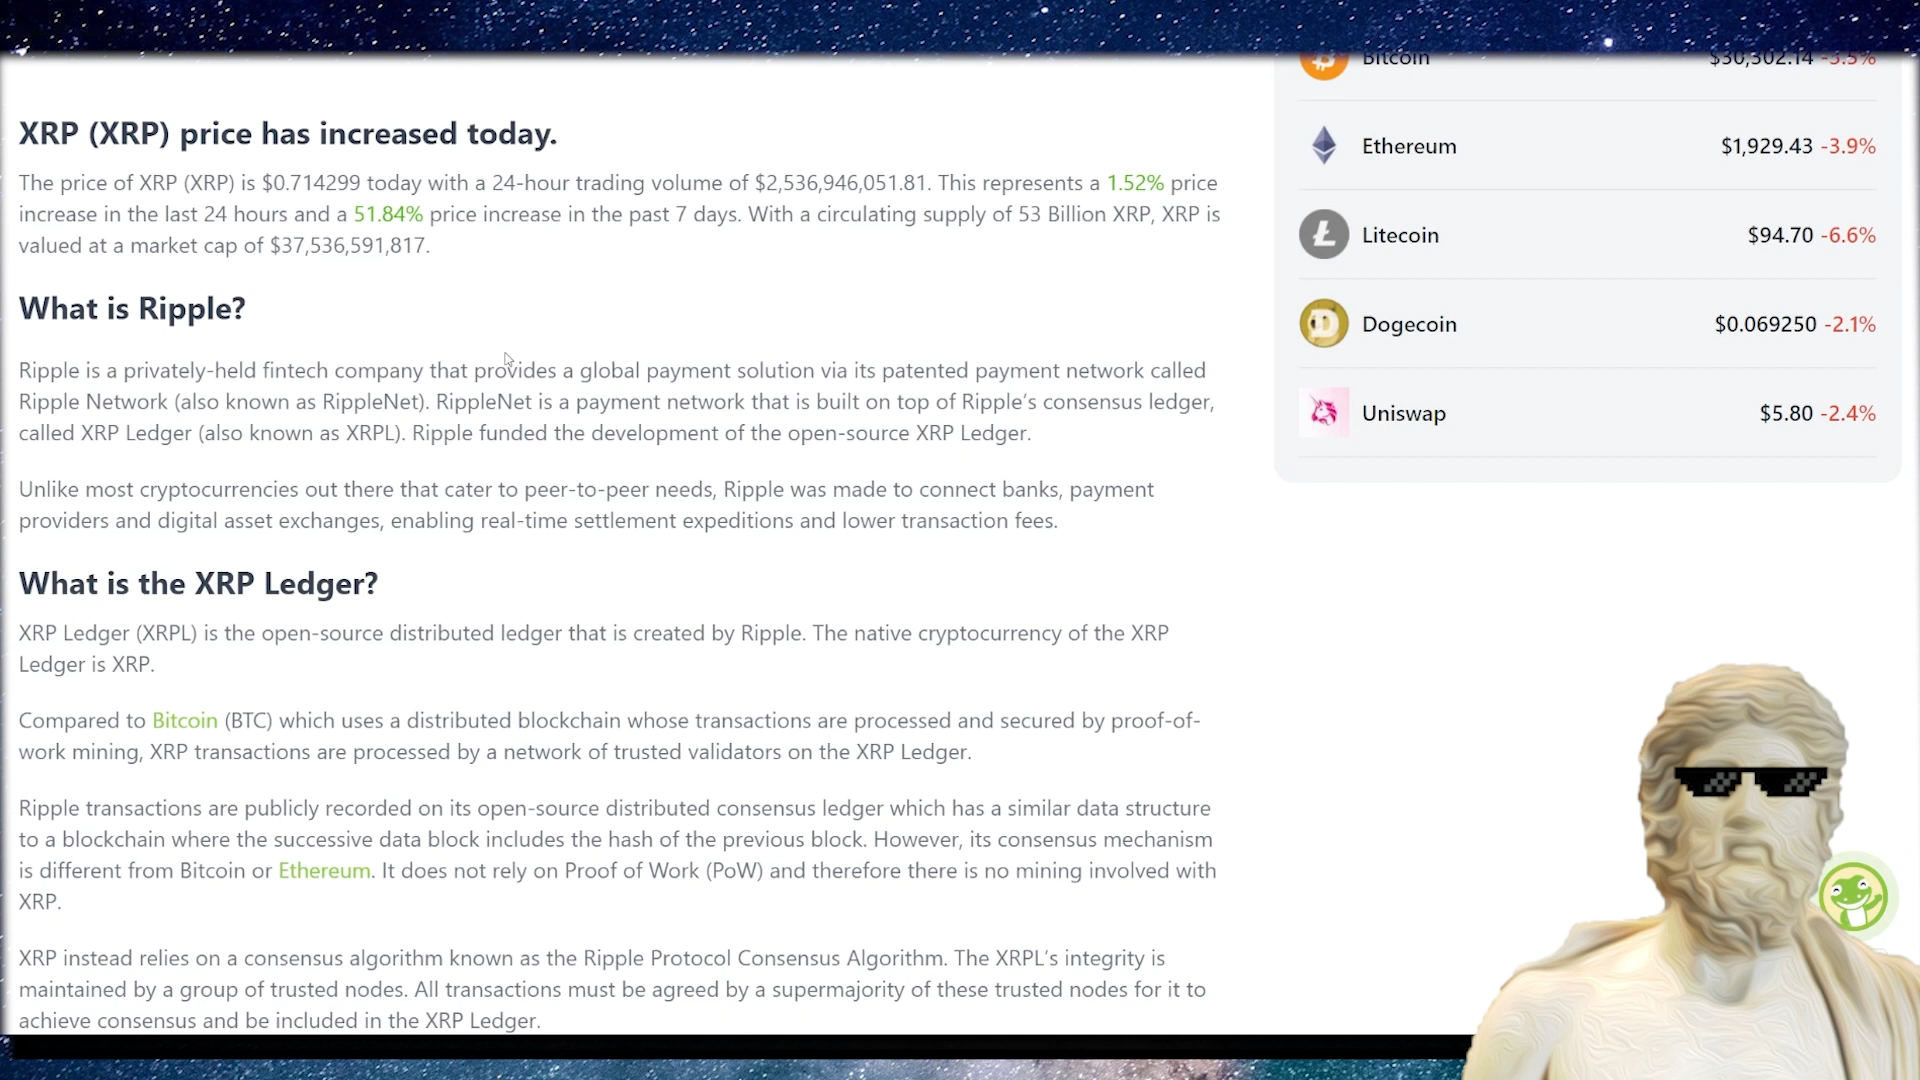 XRP (XRP) price has increased today.
The price of XRP (XRP) is $0.714299 today with a 24-hour trading volume of $2,536,946,051.81. This represents a 1.52% price
increase in the last 24 hours and a 51.84% price increase in the past 7 days. With a circulating supply of 53 Billion XRP, XRP is
valued at a market cap of $37,536,591,817.
What is Ripple?
Ripple is a privately-held fintech company that provides a global payment solution via its patented payment network called
Ripple Network (also known as RippleNet). RippleNet is a payment network that is built on top of Ripple’s consensus ledger,
called XRP Ledger (also known as XRPL). Ripple funded the development of the open-source XRP Ledger.
Unlike most cryptocurrencies out there that cater to peer-to-peer needs, Ripple was made to connect banks, payment
providers and digital asset exchanges, enabling real-time settlement expeditions and lower transaction fees.
What is the XRP Ledger?
XRP Ledger (XRPL) is the open-source distributed ledger that is created by Ripple. The native cryptocurrency of the XRP
Ledger is XRP.
Compared to Bitcoin (BTC) which uses a distributed blockchain whose transactions are processed and secured by proof-of-
work mining, XRP transactions are processed by a network of trusted validators on the XRP Ledger.
Ripple transactions are publicly recorded on its open-source distributed consensus ledger which has a similar data structure
to a blockchain where the successive data block includes the hash of the previous block. However, its consensus mechanism
is different from Bitcoin or Ethereum. It does not rely on Proof of Work (PoW) and therefore there is no mining involved with
XRP.
XRP instead relies on a consensus algorithm known as the Ripple Protocol Consensus Algorithm. The XRPL’s integrity is
maintained by a group of trusted nodes. All transactions must be agreed by a supermajority of these trusted nodes for it to
achieve consensus and be included in the XRP Ledger.
Bitcoin $30,302.14 -3.5%
Ethereum $1,929.43 -3.9%
Litecoin $94.70 -6.6%
Dogecoin $0.069250 -2.1%
Uniswap $5.80 -2.4%